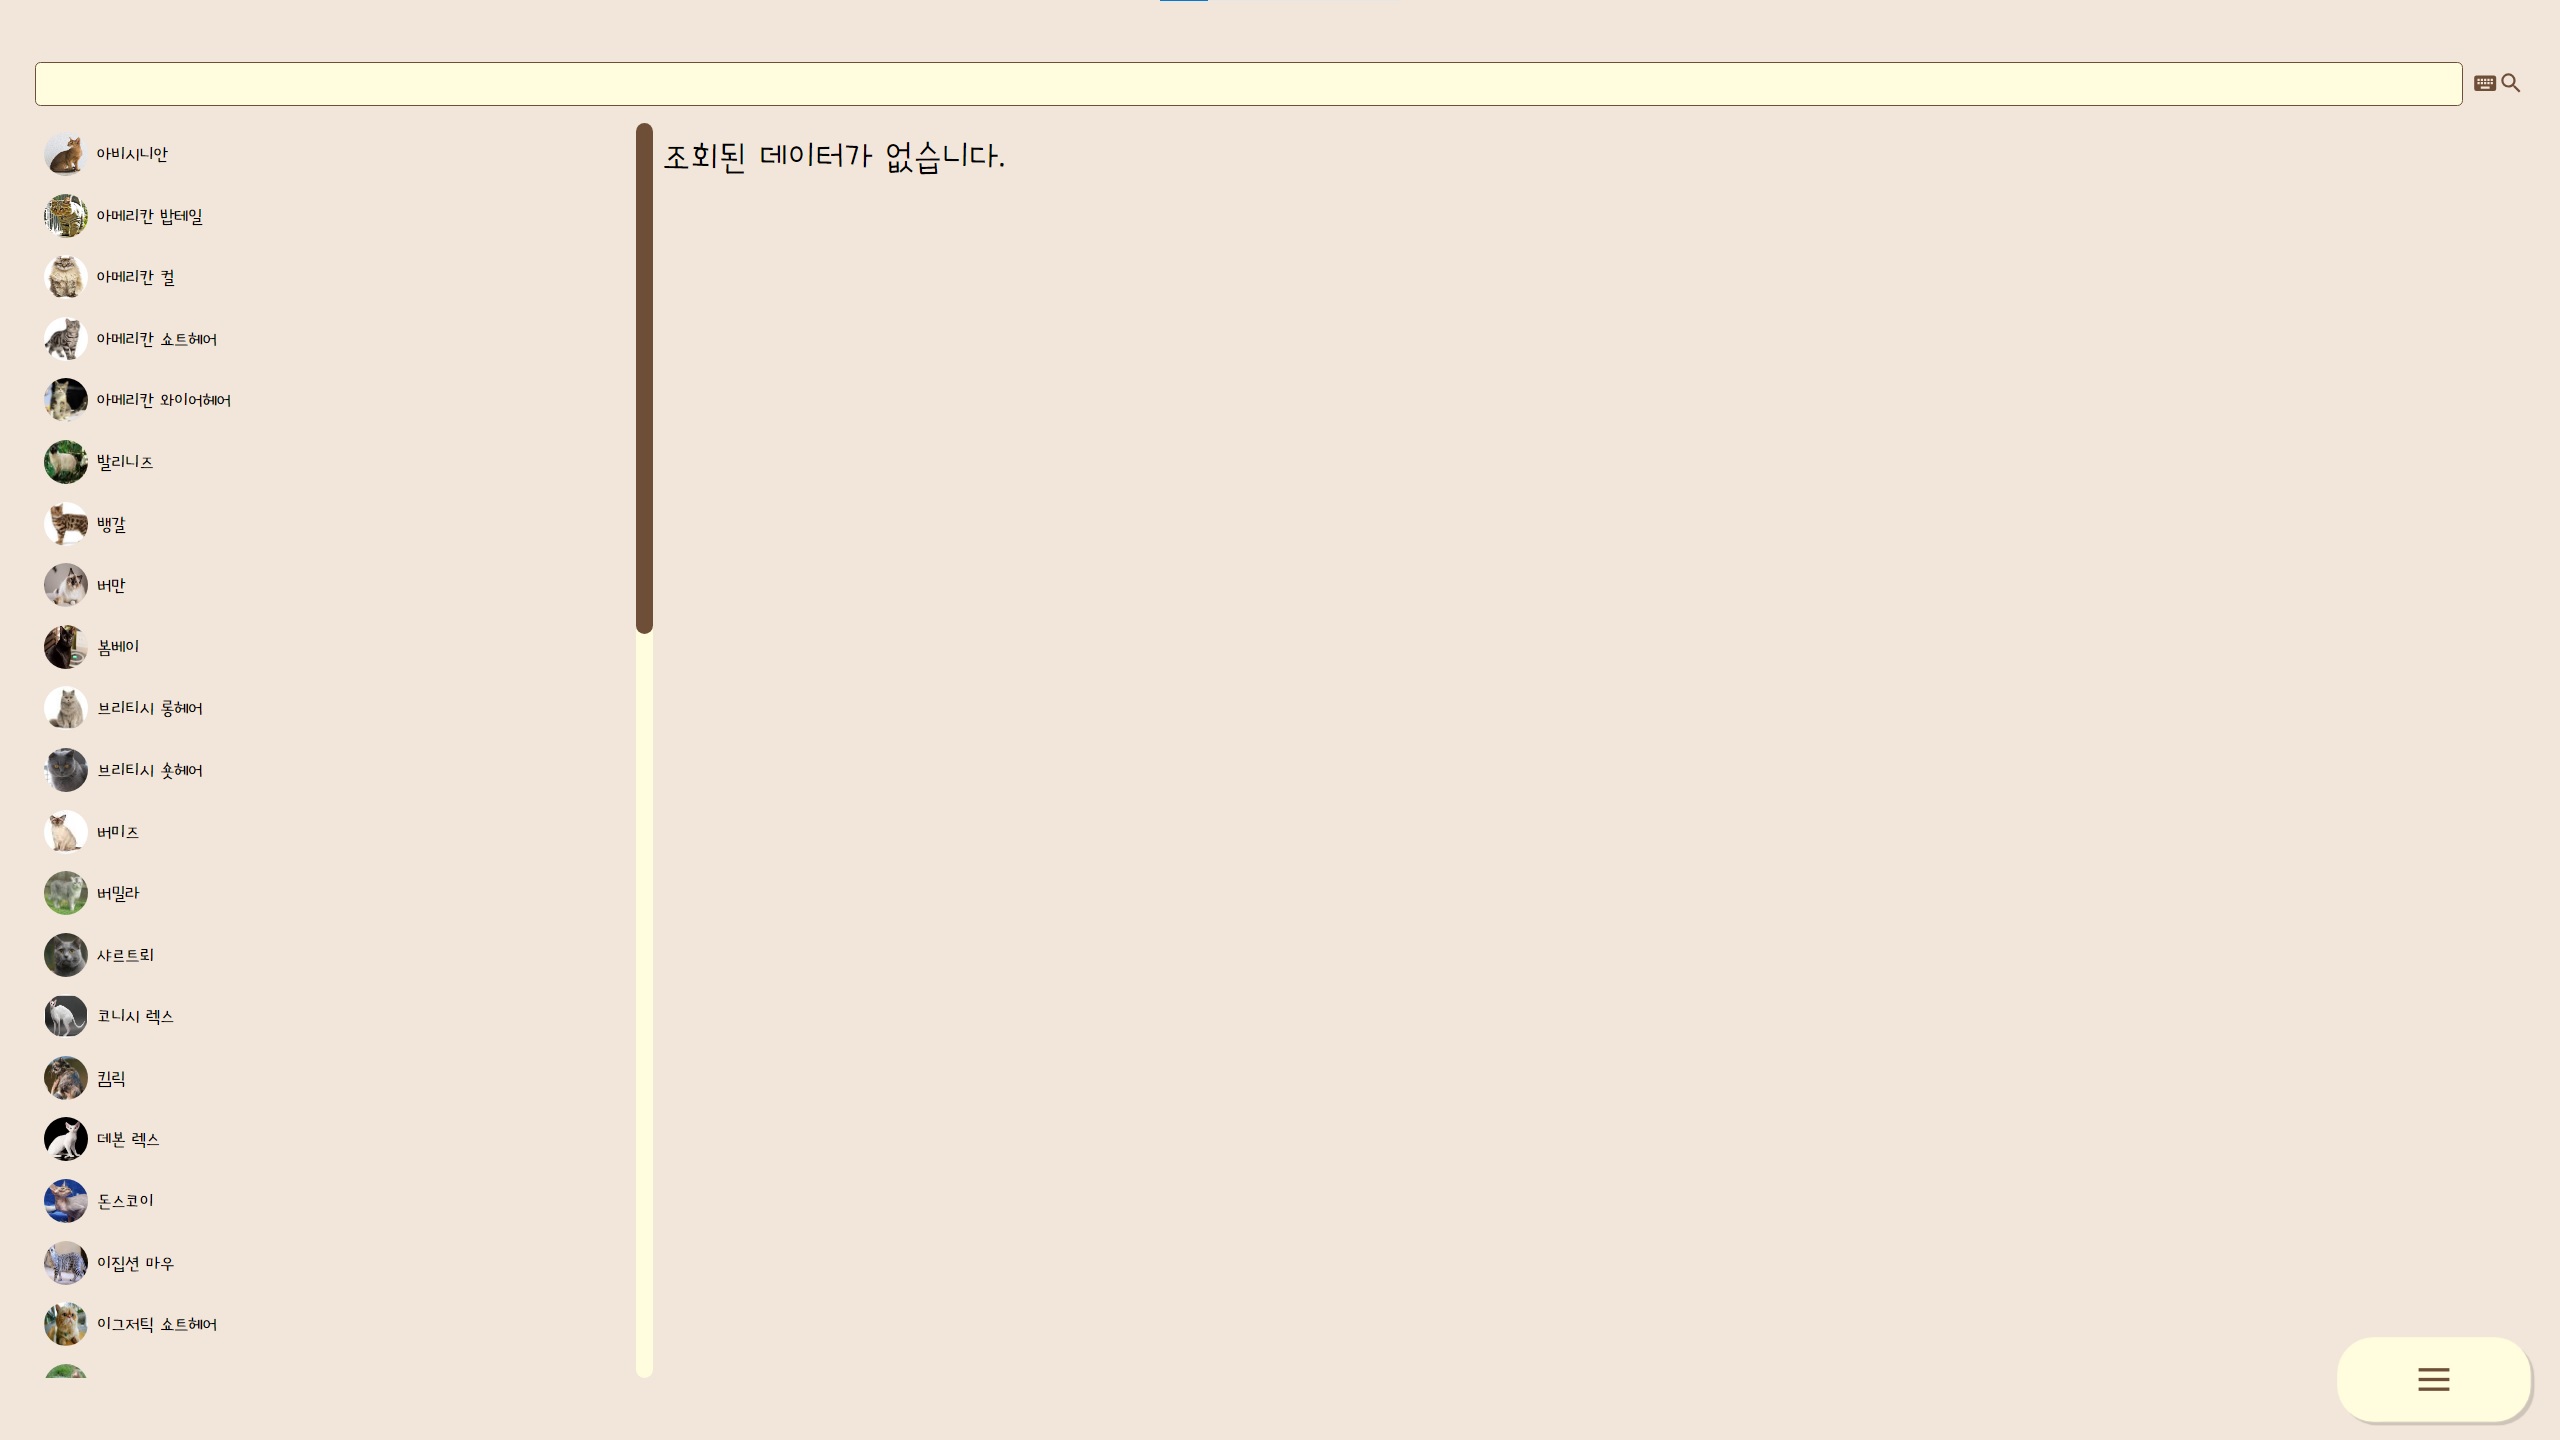 조회된 데이터가 없습니다.
아비시니안
아메리칸 밥테일
아메리칸 컬
아메리칸 쇼트헤어
아메리칸 와이어헤어
발리니즈
뱅갈
버만
봄베이
브리티시 롱헤어
브리티시 숏헤어
버미즈
버밀라
샤르트뢰
코니시 렉스
킴릭
데본 렉스
돈스코이
이집션 마우
이그저틱 쇼트헤어